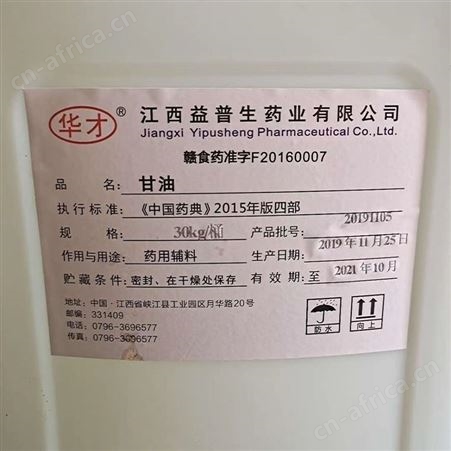 cn-africa.com
华才®
江西益普生药业有限公司
Jiangxi Yipusheng Pharmaceutical Co.,Ltd.
赣食药准字F20160007
品 名: 甘油
执行标准: 《中国药典》2015年版四部
规 格: 30kg/桶 产品批号: 20191105
作用与用途: 药用辅料 生产日期: 2019年11月25日
贮藏条件: 密封、在干燥处保存 有效期: 至 2021年10月
地址: 中国·江西省峡江县工业园区月华路20号
邮编: 331409
电话: 0796-3696577
传真: 0796-3696577
防水 向上